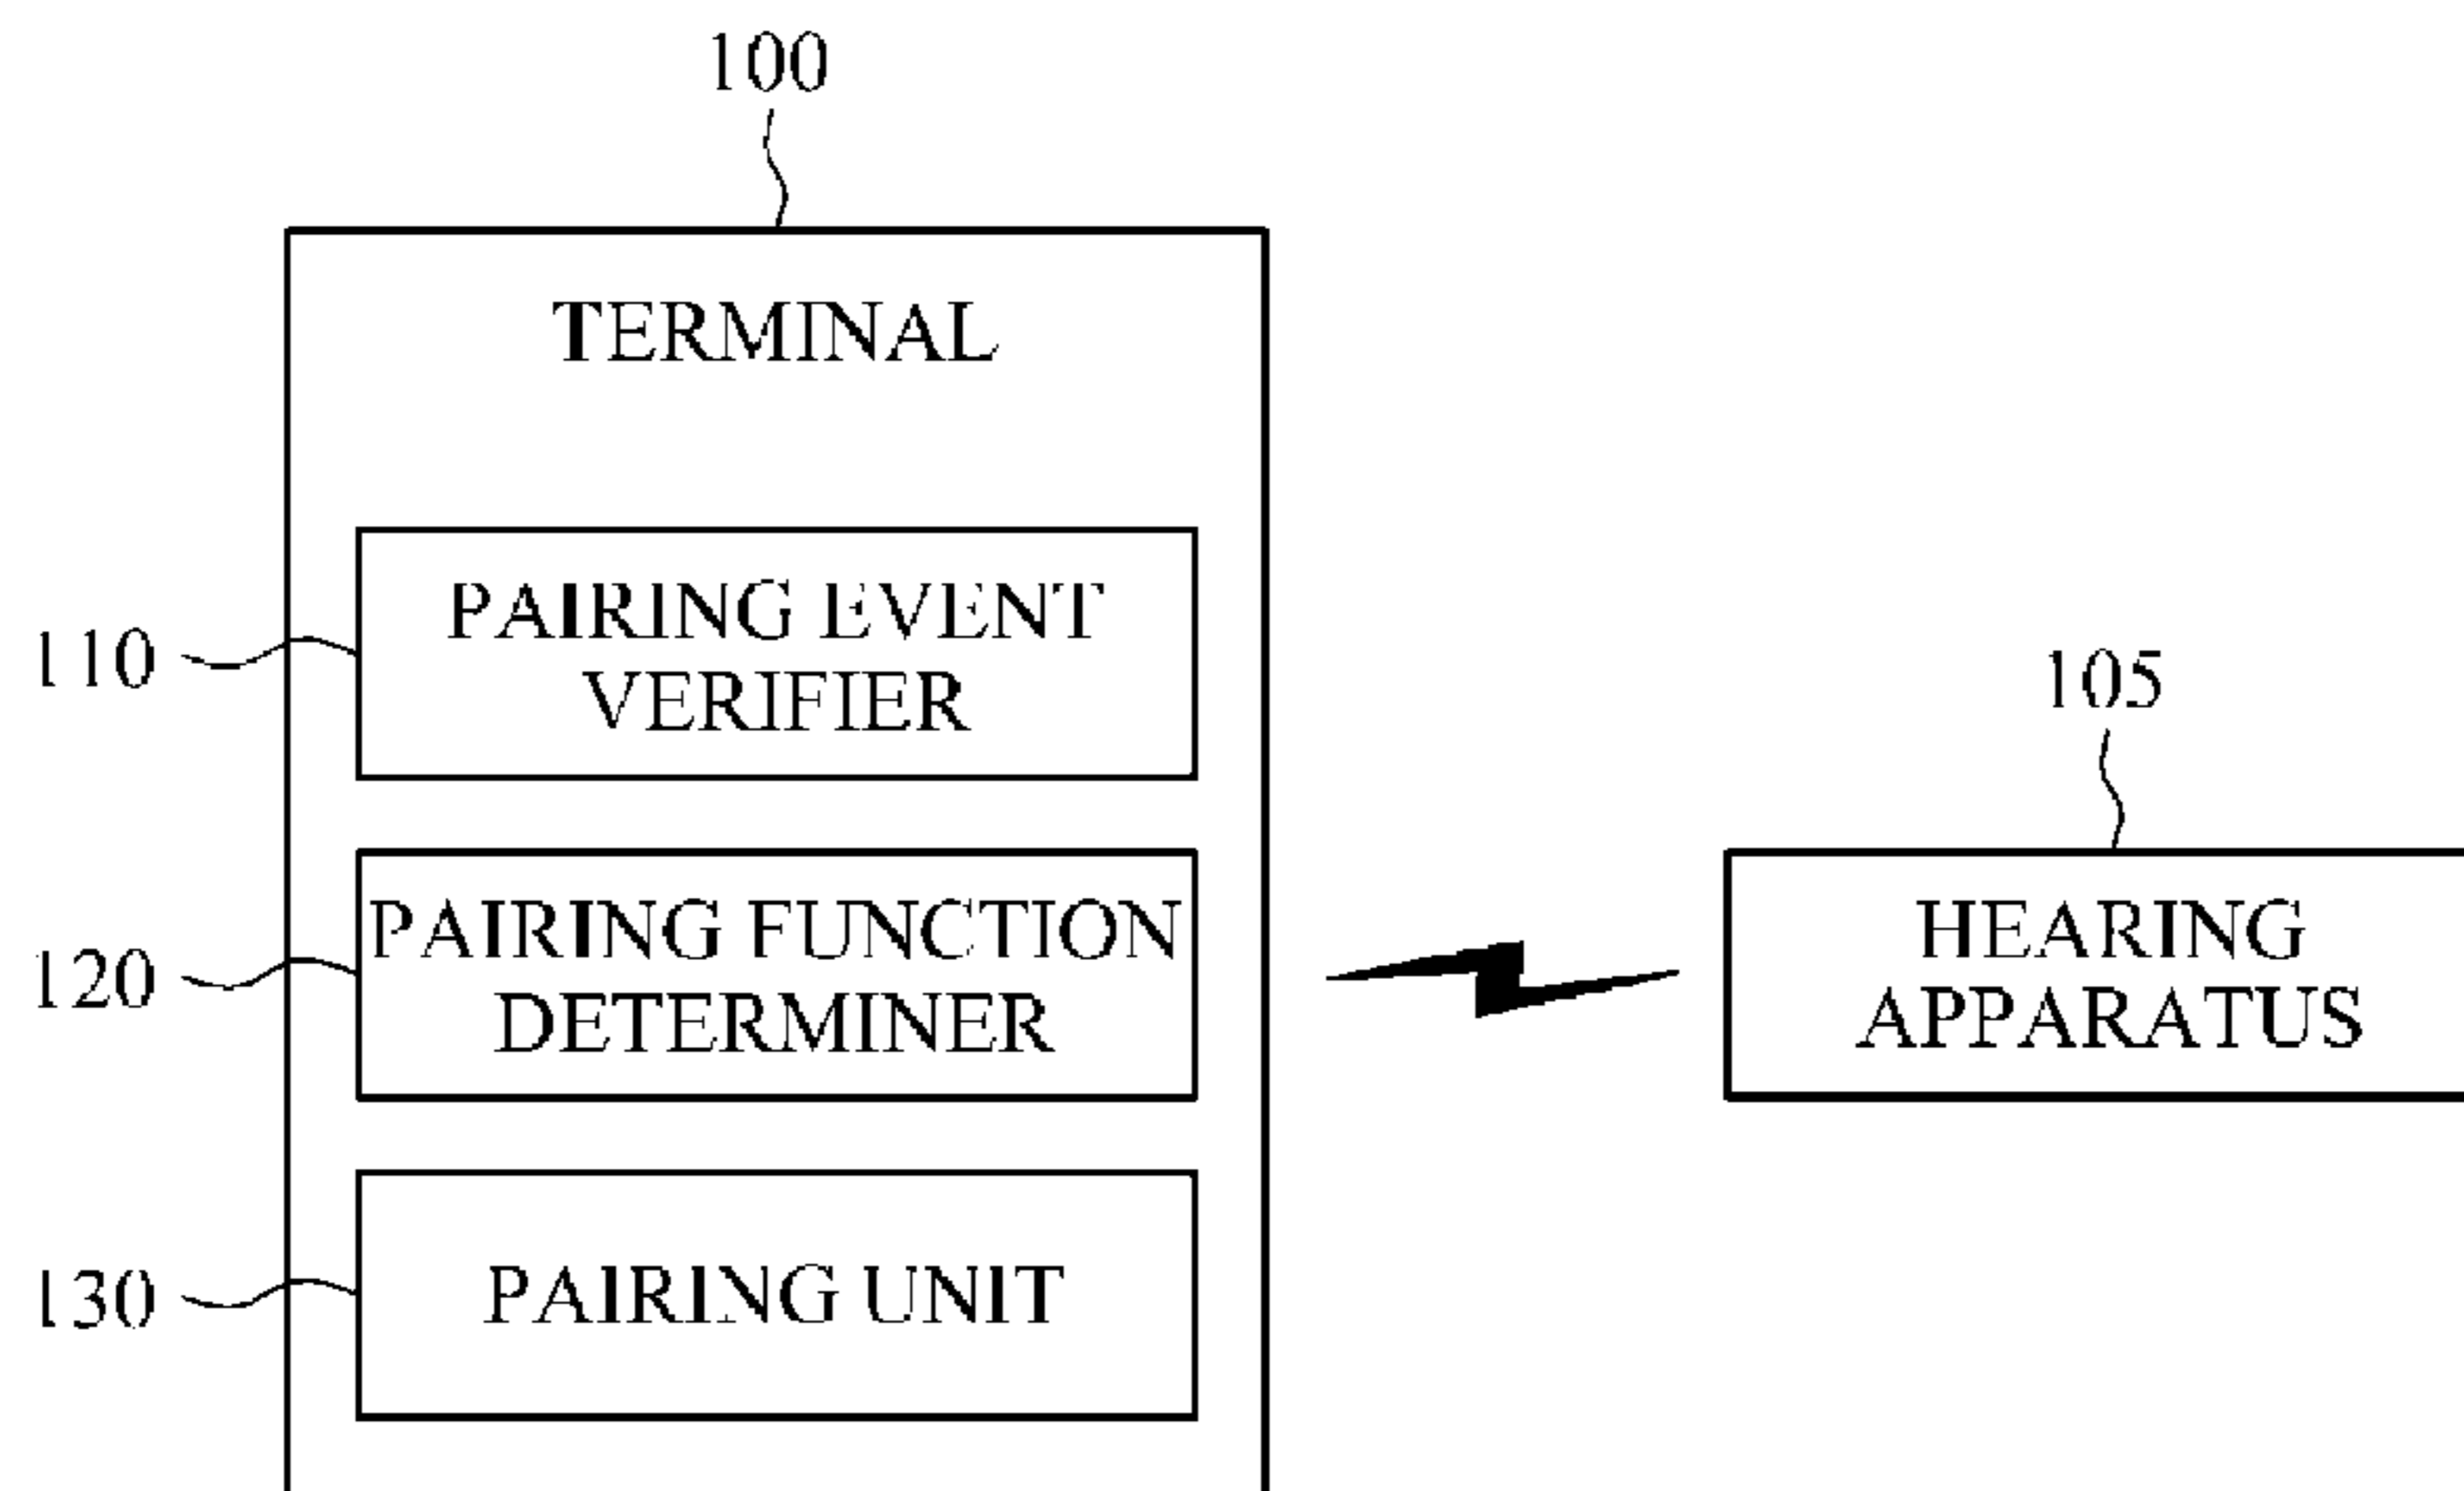 100
TERMINAL
110
PAIRING EVENT
VERIFIER
120
PAIRING FUNCTION
DETERMINER
130
PAIRING UNIT
105
HEARING
APPARATUS